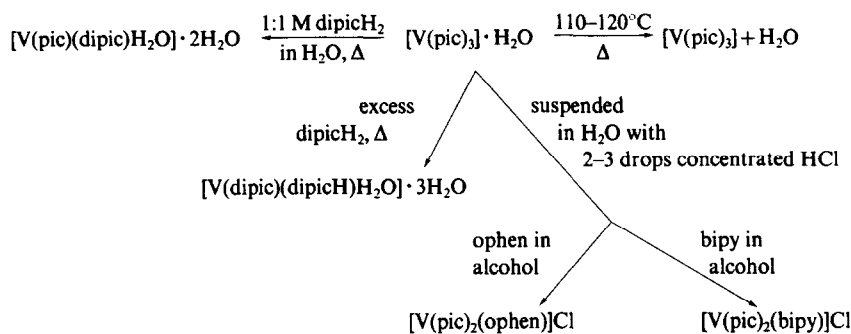 [V(pic)(dipic)H₂O]·2H₂O
1:1 M dipicH₂
in H₂O, Δ
[V(pic)₃]·H₂O
110–120°C
Δ
[V(pic)₃]+H₂O
excess
dipicH₂, Δ
suspended
in H₂O with
2–3 drops concentrated HCl
[V(dipic)(dipicH)H₂O]·3H₂O
ophen in
alcohol
bipy in
alcohol
[V(pic)₂(ophen)]Cl
[V(pic)₂(bipy)]Cl